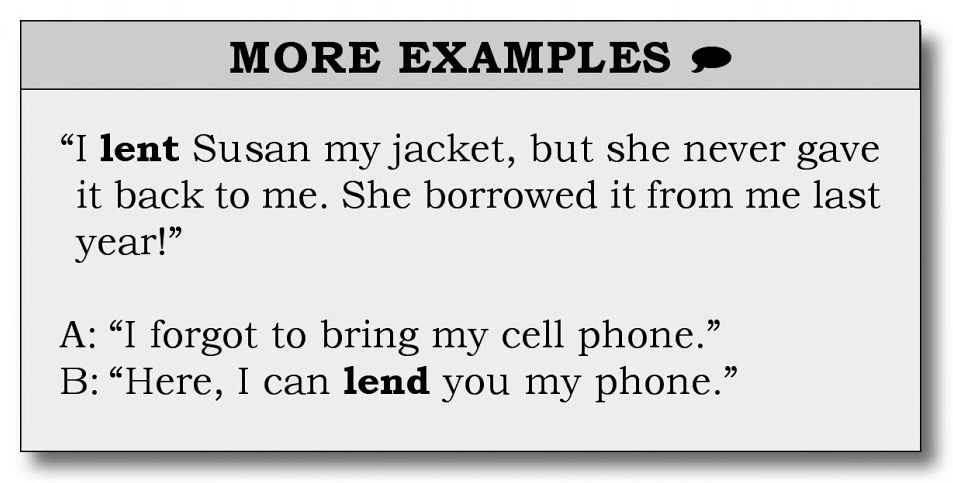 MORE EXAMPLES
“I lent Susan my jacket, but she never gave
it back to me. She borrowed it from me last
year!”
A: “I forgot to bring my cell phone.”
B: “Here, I can lend you my phone.”